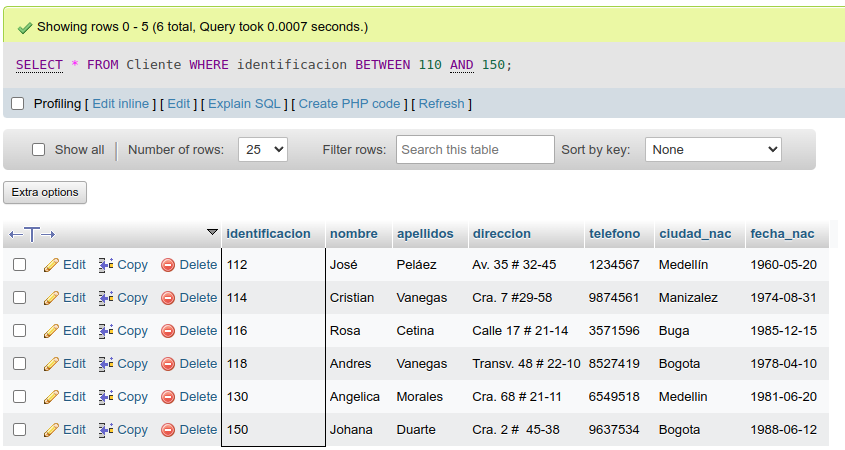 Showing rows 0 - 5 (6 total, Query took 0.0007 seconds.)
SELECT * FROM Cliente WHERE identificacion BETWEEN 110 AND 150;
Profiling [ Edit inline ] [ Edit ] [ Explain SQL ] [ Create PHP code ] [ Refresh ]
Show all Number of rows: 25 Filter rows: Search this table Sort by key: None
Extra options
identificacion nombre apellidos direccion telefono ciudad_nac fecha_nac
Edit Copy Delete 112 José Peláez Av. 35 # 32-45 1234567 Medellín 1960-05-20
Edit Copy Delete 114 Cristian Vanegas Cra. 7 #29-58 9874561 Manizalez 1974-08-31
Edit Copy Delete 116 Rosa Cetina Calle 17 # 21-14 3571596 Buga 1985-12-15
Edit Copy Delete 118 Andres Vanegas Transv. 48 # 22-10 8527419 Bogota 1978-04-10
Edit Copy Delete 130 Angelica Morales Cra. 68 # 21-11 6549518 Medellin 1981-06-20
Edit Copy Delete 150 Johana Duarte Cra. 2 # 45-38 9637534 Bogota 1988-06-12